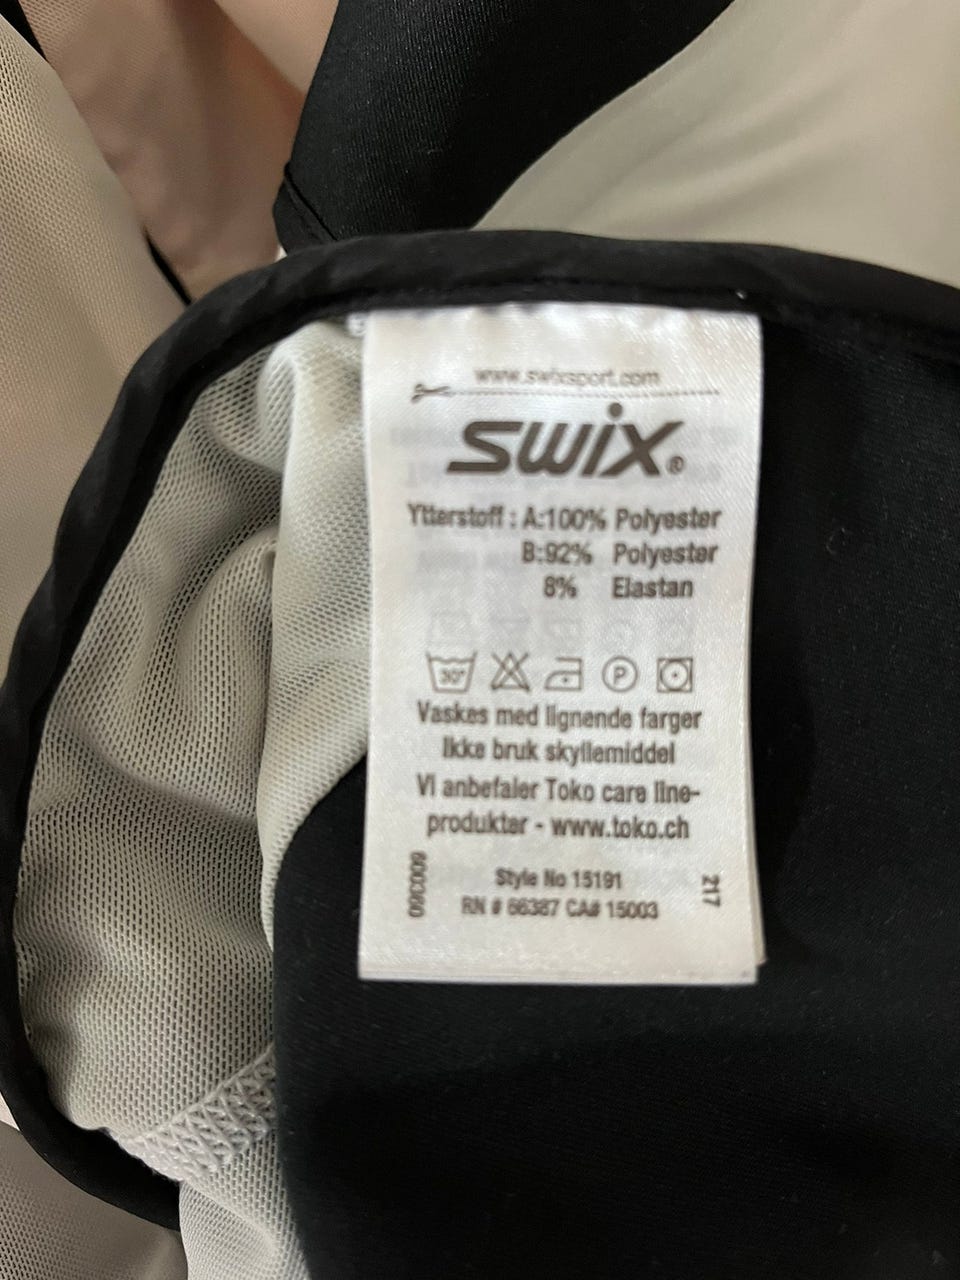 www.swixsport.com
SWIX®
Ytterstoff : A:100% Polyester
B:92% Polyester
8% Elastan
30°
P
Vaskes med lignende farger
Ikke bruk skyllemiddel
Vi anbefaler Toko care line-
produkter - www.toko.ch
600360
217
Style No 15191
RN # 66387 CA# 15003